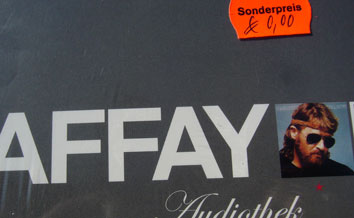 Sonderpreis
£ 0,00
AFFAY
Audiothek